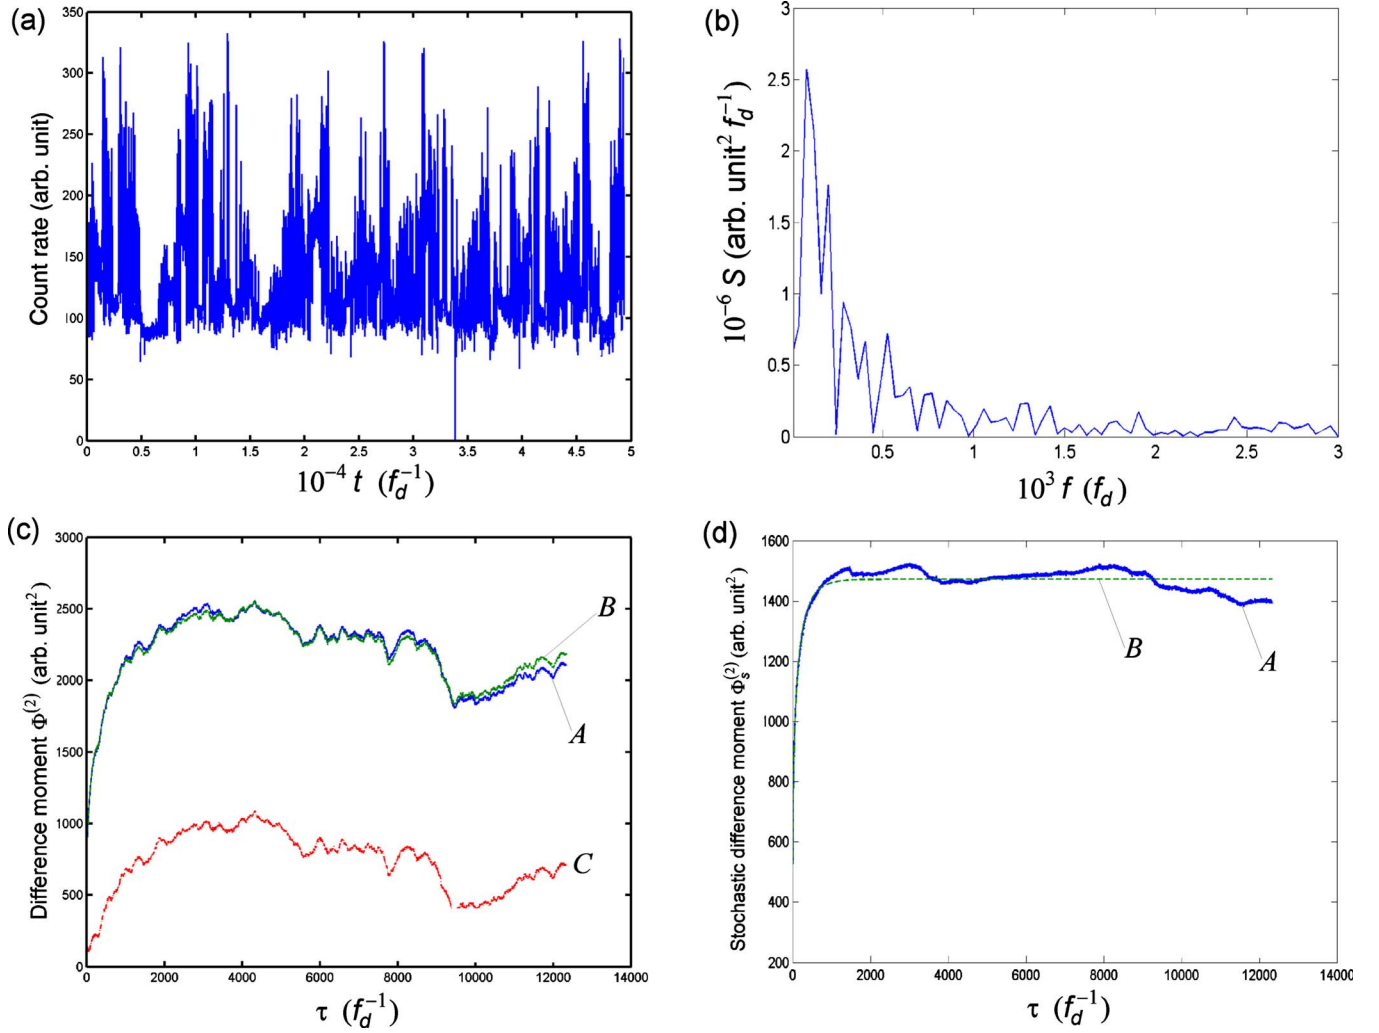 (a)
350
300
250
200
150
100
50
0
Count rate (arb. unit)
0 0.5 1 1.5 2 2.5 3 3.5 4 4.5 5
10⁻⁴ t (f_d⁻¹)
(b)
3
2.5
2
1.5
1
0.5
0
10⁻⁶ S (arb. unit² f_d⁻¹)
0.5 1 1.5 2 2.5 3
10³ f (f_d)
(c)
3000
2500
2000
1500
1000
500
0
Difference moment Φ⁽²⁾ (arb. unit²)
B
A
C
0 2000 4000 6000 8000 10000 12000 14000
τ (f_d⁻¹)
(d)
1600
1400
1200
1000
800
600
400
200
Stochastic difference moment Φ_s⁽²⁾ (arb. unit²)
B
A
0 2000 4000 6000 8000 10000 12000 14000
τ (f_d⁻¹)